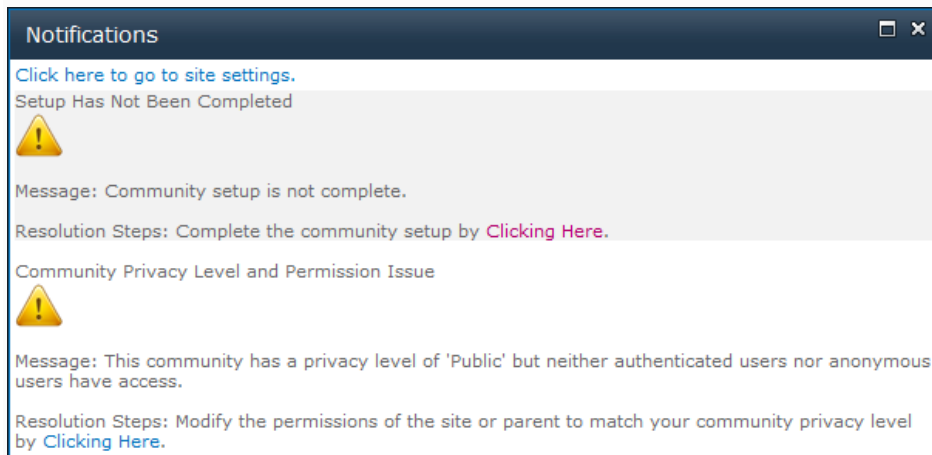 Notifications
Click here to go to site settings.
Setup Has Not Been Completed
Message: Community setup is not complete.
Resolution Steps: Complete the community setup by Clicking Here.
Community Privacy Level and Permission Issue
Message: This community has a privacy level of 'Public' but neither authenticated users nor anonymous
users have access.
Resolution Steps: Modify the permissions of the site or parent to match your community privacy level
by Clicking Here.